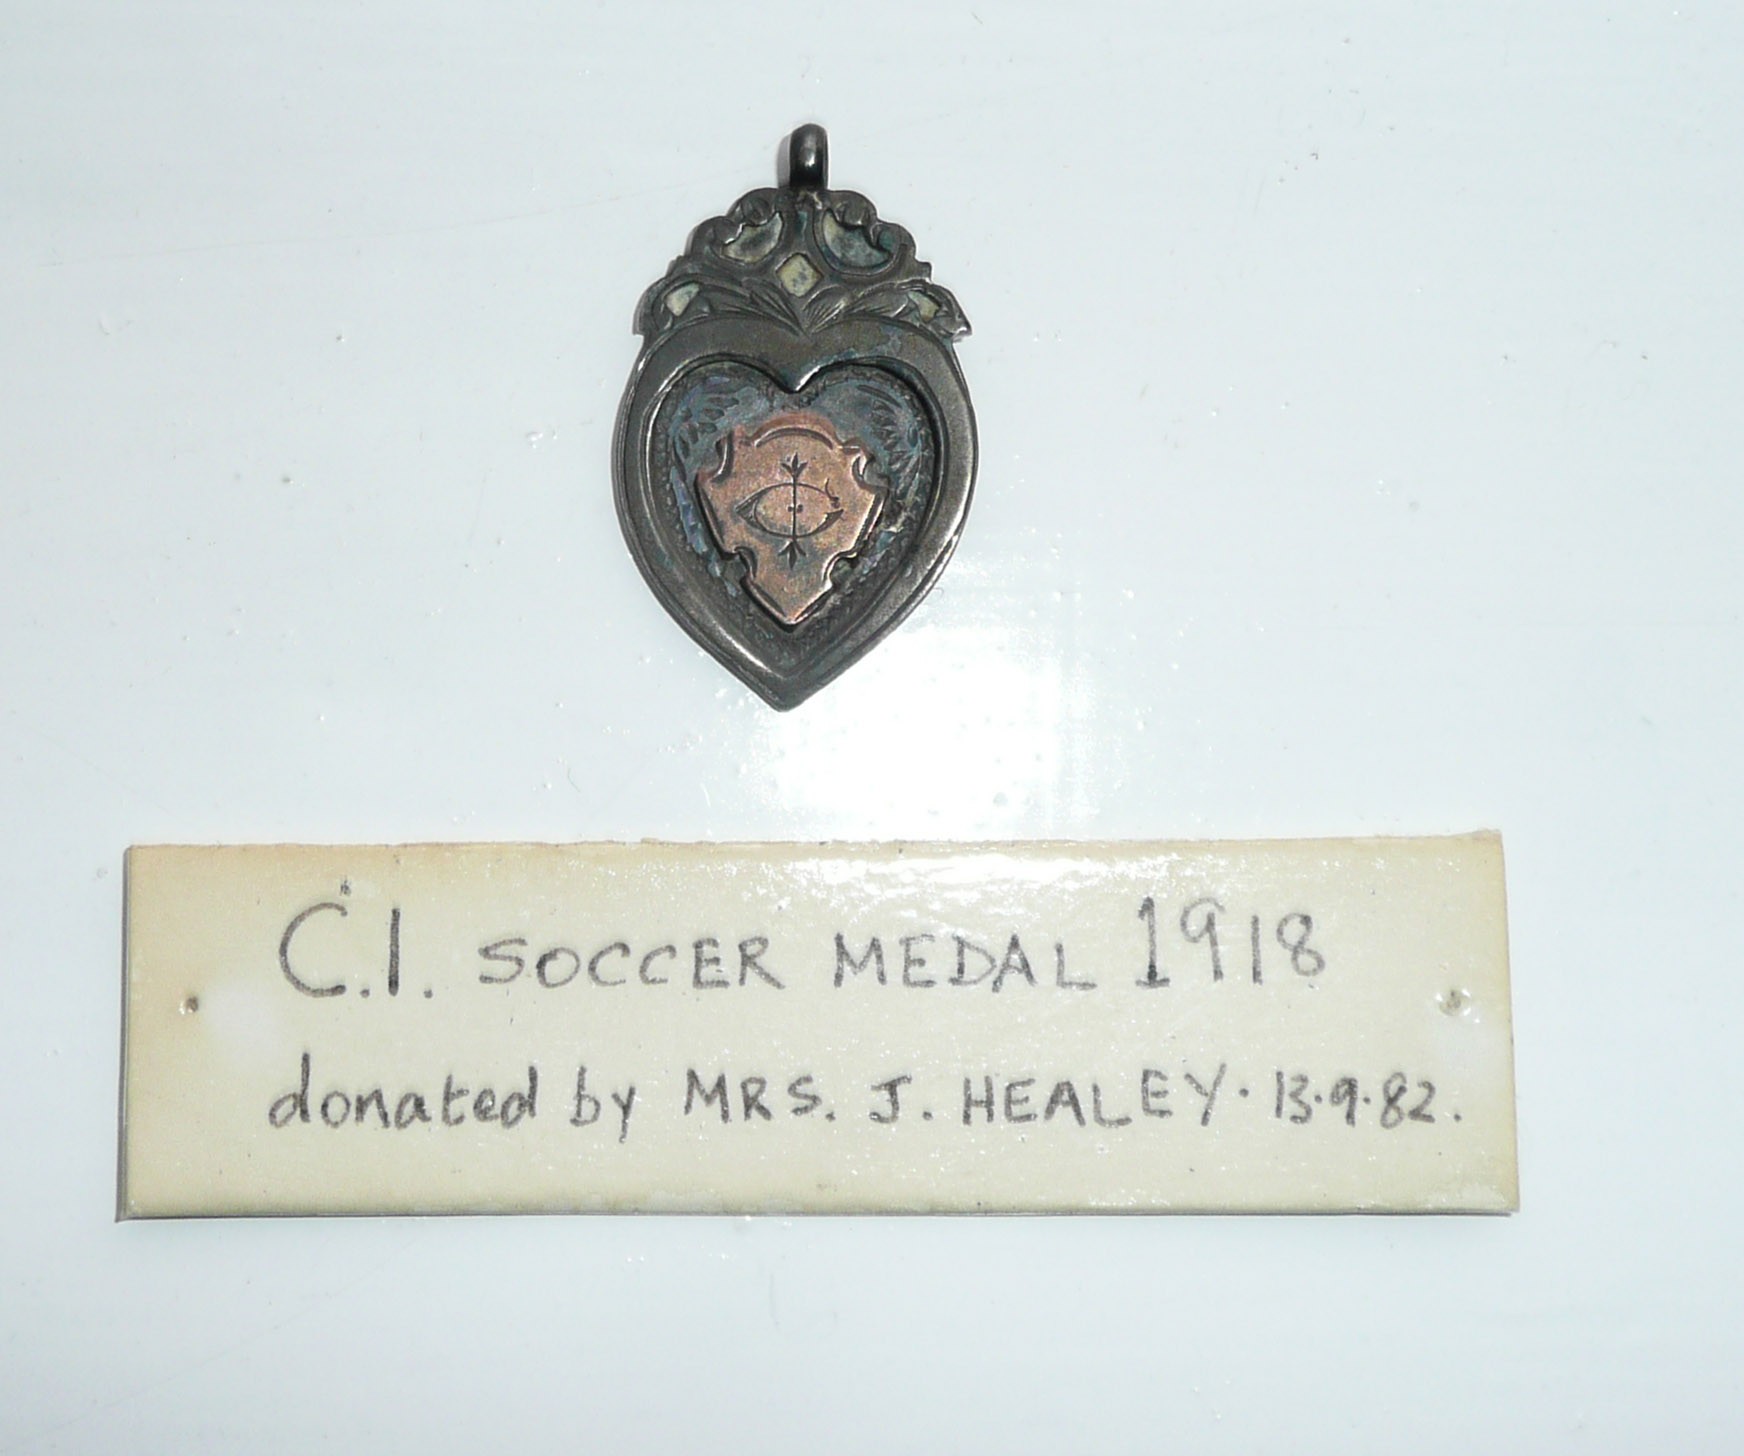 C.I. SOCCER MEDAL 1918
donated by MRS. J. HEALEY. 13.9.82.